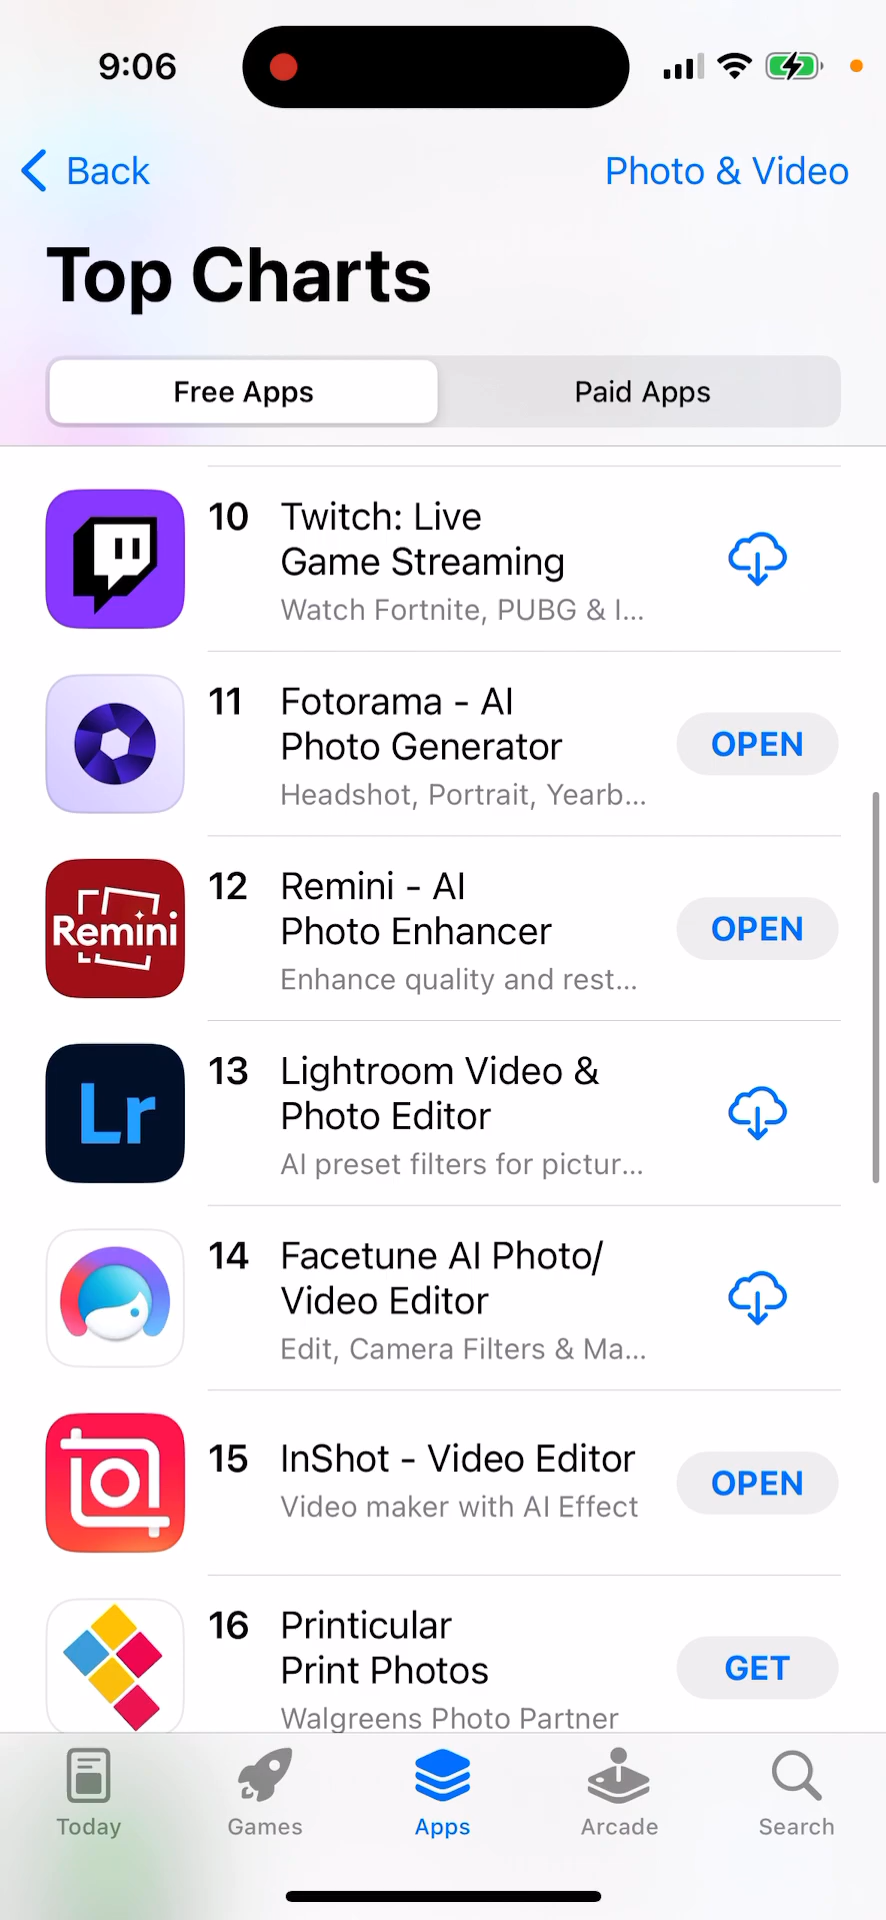 9:06
Back
Photo & Video
Top Charts
Free Apps
Paid Apps
10
Twitch: Live
Game Streaming
Watch Fortnite, PUBG & I...
11
Fotorama - AI
Photo Generator
Headshot, Portrait, Yearb...
OPEN
Remini
12
Remini - AI
Photo Enhancer
Enhance quality and rest...
OPEN
Lr
13
Lightroom Video &
Photo Editor
AI preset filters for pictur...
14
Facetune AI Photo/
Video Editor
Edit, Camera Filters & Ma...
15
InShot - Video Editor
Video maker with AI Effect
OPEN
16
Printicular
Print Photos
Walgreens Photo Partner
GET
Today
Games
Apps
Arcade
Search